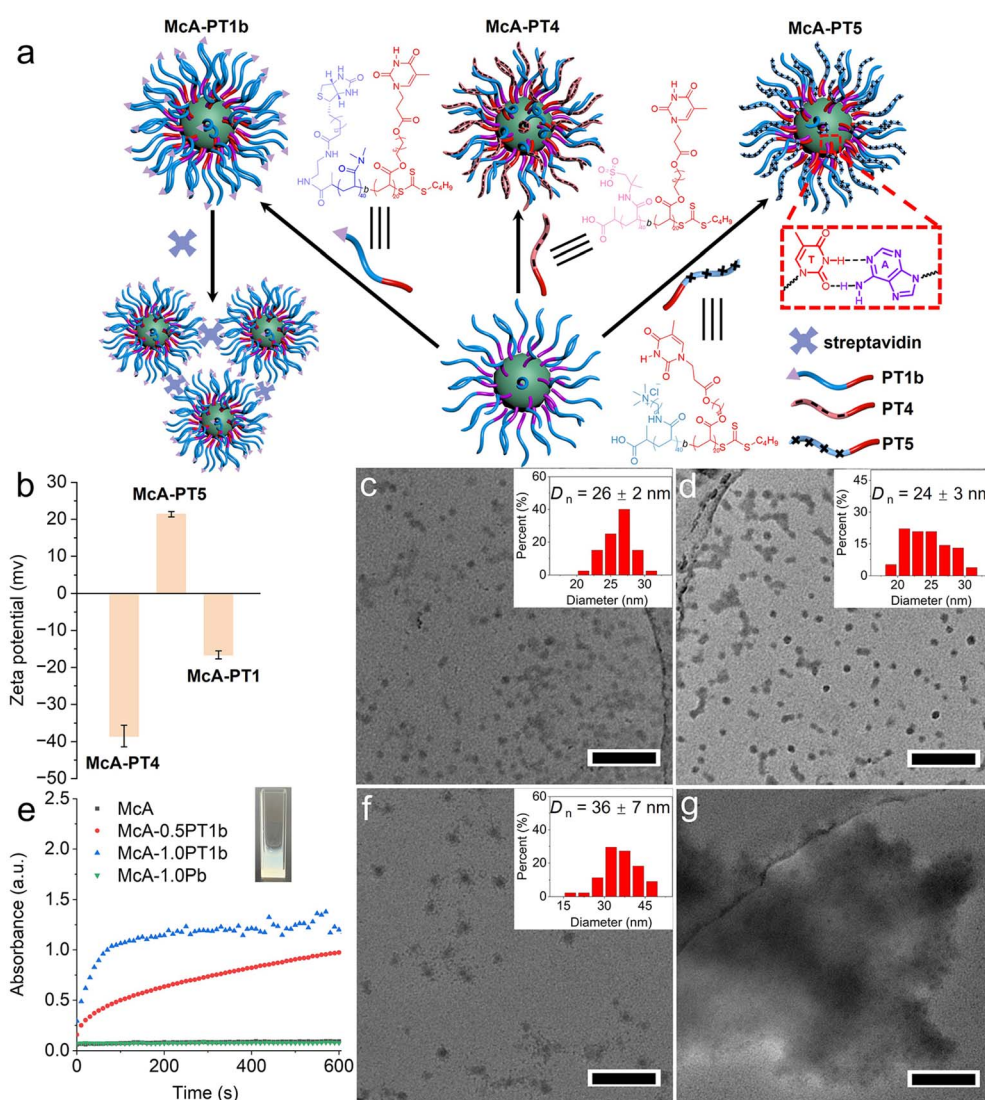 a
McA-PT1b
McA-PT4
McA-PT5
streptavidin
PT1b
PT4
PT5
b
McA-PT5
McA-PT1
McA-PT4
Zeta potential (mv)
30
20
10
0
−10
−20
−30
−40
−50
c
D n = 26 ± 2 nm
Percent (%)
60
40
20
0
20 25 30
Diameter (nm)
d
D n = 24 ± 3 nm
Percent (%)
60
40
20
0
20 25 30
Diameter (nm)
e
McA
McA-0.5PT1b
McA-1.0PT1b
McA-1.0Pb
Absorbance (a.u.)
2.5
2.0
1.5
1.0
0.5
0.0
0 200 400 600
Time (s)
f
D n = 36 ± 7 nm
Percent (%)
60
40
20
0
15 30 45
Diameter (nm)
g